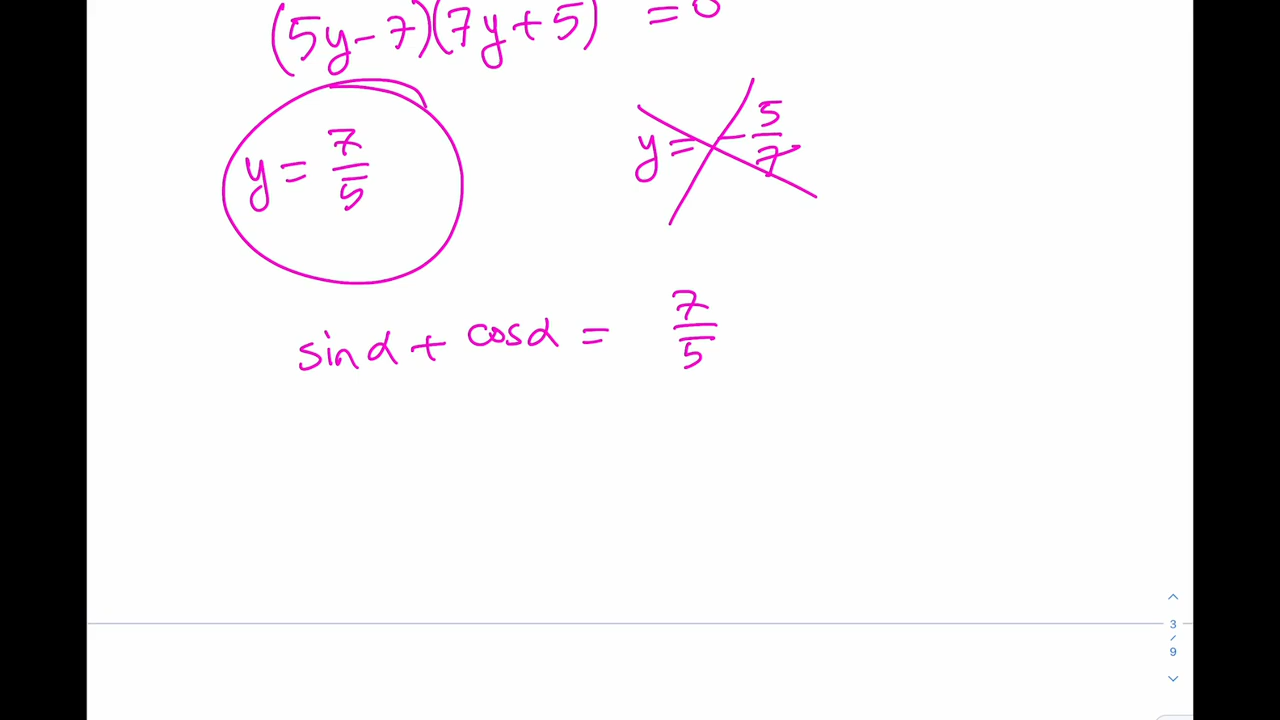 (5y-7)(7y+5) = 0
y = 7/5 y = -5/7
sinα + cosα = 7/5
3
/
9